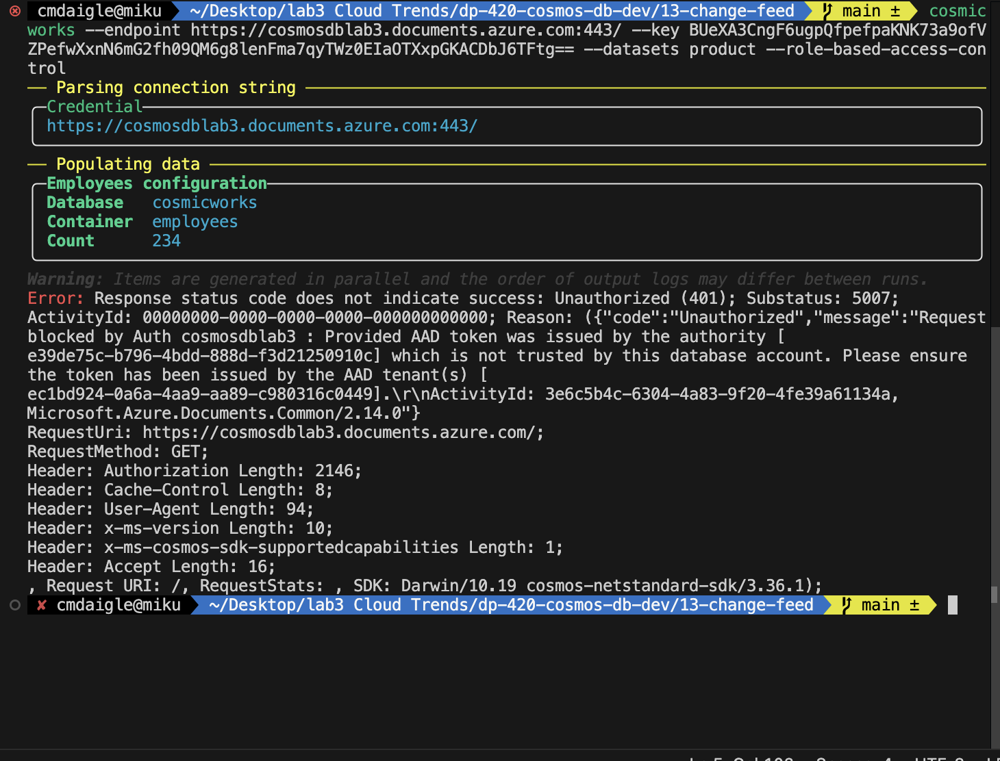 cmdaigle@miku ~/Desktop/lab3 Cloud Trends/dp-420-cosmos-db-dev/13-change-feed main ± cosmic
works --endpoint https://cosmosdblab3.documents.azure.com:443/ --key BUeXA3CngF6ugpQfpefpaKNK73a9ofV
ZPefwXxnN6mG2fh09QM6g8lenFma7qyTWz0EIaOTXxpGKACDbJ6TFtg== --datasets product --role-based-access-con
trol
Parsing connection string
Credential
https://cosmosdblab3.documents.azure.com:443/
Populating data
Employees configuration
Database cosmicworks
Container employees
Count 234
Warning: Items are generated in parallel and the order of output logs may differ between runs.
Error: Response status code does not indicate success: Unauthorized (401); Substatus: 5007;
ActivityId: 00000000-0000-0000-0000-000000000000; Reason: ({"code":"Unauthorized","message":"Request
blocked by Auth cosmosdblab3 : Provided AAD token was issued by the authority [
e39de75c-b796-4bdd-888d-f3d21250910c] which is not trusted by this database account. Please ensure
the token has been issued by the AAD tenant(s) [
ec1bd924-0a6a-4aa9-aa89-c980316c0449].\r\nActivityId: 3e6c5b4c-6304-4a83-9f20-4fe39a61134a,
Microsoft.Azure.Documents.Common/2.14.0"}
RequestUri: https://cosmosdblab3.documents.azure.com/;
RequestMethod: GET;
Header: Authorization Length: 2146;
Header: Cache-Control Length: 8;
Header: User-Agent Length: 94;
Header: x-ms-version Length: 10;
Header: x-ms-cosmos-sdk-supportedcapabilities Length: 1;
Header: Accept Length: 16;
, Request URI: /, RequestStats: , SDK: Darwin/10.19 cosmos-netstandard-sdk/3.36.1);
✘ cmdaigle@miku ~/Desktop/lab3 Cloud Trends/dp-420-cosmos-db-dev/13-change-feed main ±